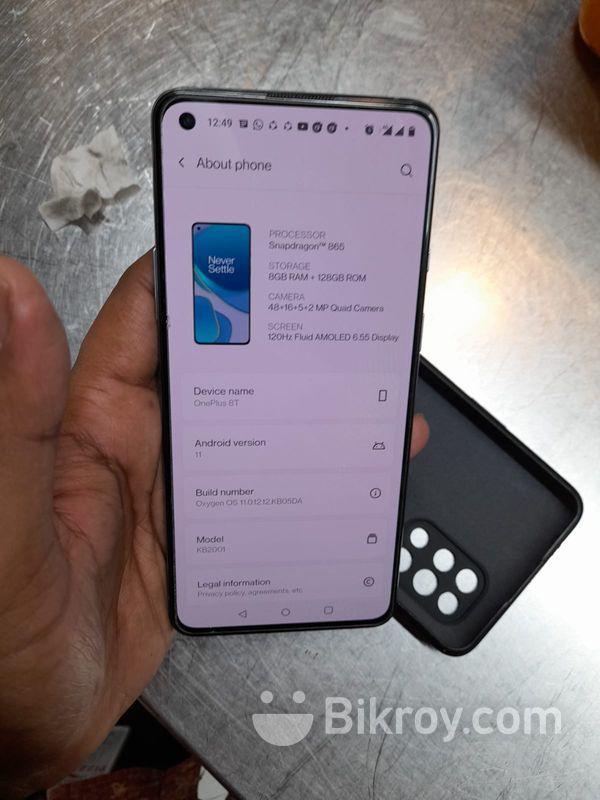 12:49
About phone
Never
Settle
PROCESSOR
Snapdragon™ 865
STORAGE
8GB RAM + 128GB ROM
CAMERA
48+16+5+2 MP Quad Camera
SCREEN
120Hz Fluid AMOLED 6.55 Display
Device name
OnePlus 8T
Android version
11
Build number
Oxygen OS 11.0.12.12.KB05DA
Model
KB2001
Legal information
Privacy policy, agreements, etc
Bikroy.com